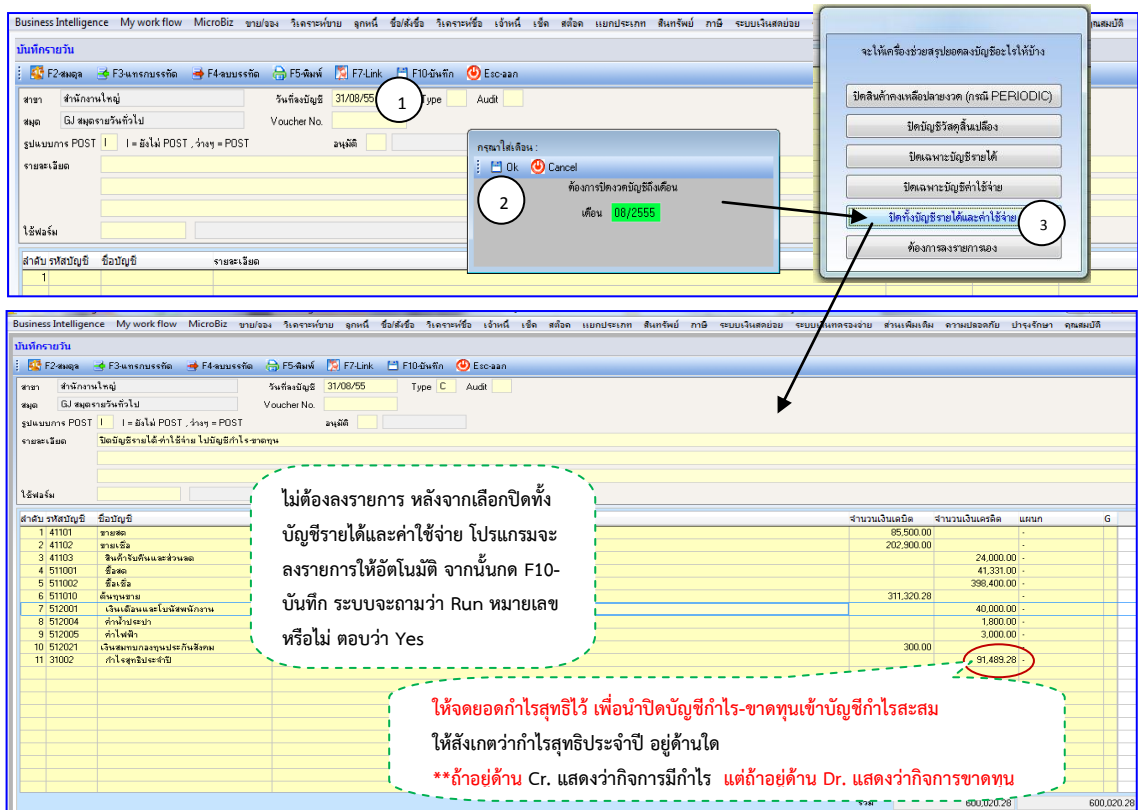 Business Intelligence My work flow MicroBiz ขาย/จอง วิเคราะห์ขาย ลูกหนี้ ซื้อ/สั่งซื้อ วิเคราะห์ซื้อ เจ้าหนี้ เช็ค สต๊อค แยกประเภท สินทรัพย์ ภาษี ระบบเงินสดย่อย
คุณสมบัติ
บันทึกรายวัน
F2-สมดุล F3-แทรกบรรทัด F4-ลบบรรทัด F5-พิมพ์ F7-Link F10-บันทึก Esc-ออก
สาขา สำนักงานใหญ่ วันที่ลงบัญชี 31/08/55 Type Audit
1
สมุด GJ สมุดรายวันทั่วไป Voucher No.
รูปแบบการ POST I I = ยังไม่ POST , ว่างๆ = POST อนุมัติ
รายละเอียด
ใช้ฟอร์ม
ลำดับ รหัสบัญชี ชื่อบัญชี รายละเอียด
1
กรุณาใส่เดือน :
Ok Cancel
ต้องการปิดงวดบัญชีถึงเดือน
เดือน 08/2555
2
จะให้เครื่องช่วยสรุปยอดลงบัญชีอะไรให้บ้าง
ปิดสินค้าคงเหลือปลายงวด (กรณี PERIODIC)
ปิดบัญชีวัสดุสิ้นเปลือง
ปิดเฉพาะบัญชีรายได้
ปิดเฉพาะบัญชีค่าใช้จ่าย
ปิดทั้งบัญชีรายได้และค่าใช้จ่าย
3
ต้องการลงรายการเอง
Business Intelligence My work flow MicroBiz ขาย/จอง วิเคราะห์ขาย ลูกหนี้ ซื้อ/สั่งซื้อ วิเคราะห์ซื้อ เจ้าหนี้ เช็ค สต๊อค แยกประเภท สินทรัพย์ ภาษี ระบบเงินสดย่อย ระบบเงินทดรองจ่าย ส่วนเพิ่มเติม ความปลอดภัย บำรุงรักษา คุณสมบัติ
บันทึกรายวัน
F2-สมดุล F3-แทรกบรรทัด F4-ลบบรรทัด F5-พิมพ์ F7-Link F10-บันทึก Esc-ออก
สาขา สำนักงานใหญ่ วันที่ลงบัญชี 31/08/55 Type C Audit
สมุด GJ สมุดรายวันทั่วไป Voucher No.
รูปแบบการ POST I I = ยังไม่ POST , ว่างๆ = POST อนุมัติ
รายละเอียด ปิดบัญชีรายได้-ค่าใช้จ่าย ไปบัญชีกำไร-ขาดทุน
ใช้ฟอร์ม
ลำดับ รหัสบัญชี ชื่อบัญชี จำนวนเงินเดบิต จำนวนเงินเครดิต แผนก G
1 41101 ขายสด 85,500.00 -
2 41102 ขายเชื่อ 202,900.00 -
3 41103 สินค้ารับคืนและส่วนลด 24,000.00 -
4 511001 ซื้อสด 41,331.00 -
5 511002 ซื้อเชื่อ 398,400.00 -
6 511010 ต้นทุนขาย 311,320.28 -
7 512001 เงินเดือนและโบนัสพนักงาน 40,000.00 -
8 512004 ค่าน้ำประปา 1,800.00 -
9 512005 ค่าไฟฟ้า 3,000.00 -
10 512021 เงินสมทบกองทุนประกันสังคม 300.00 -
11 31002 กำไรสุทธิประจำปี 91,489.28 -
ไม่ต้องลงรายการ หลังจากเลือกปิดทั้ง
บัญชีรายได้และค่าใช้จ่าย โปรแกรมจะ
ลงรายการให้อัตโนมัติ จากนั้นกด F10-
บันทึก ระบบจะถามว่า Run หมายเลข
หรือไม่ ตอบว่า Yes
ให้จดยอดกำไรสุทธิไว้ เพื่อนำปิดบัญชีกำไร-ขาดทุนเข้าบัญชีกำไรสะสม
ให้สังเกตว่ากำไรสุทธิประจำปี อยู่ด้านใด
**ถ้าอยู่ด้าน Cr. แสดงว่ากิจการมีกำไร แต่ถ้าอยู่ด้าน Dr. แสดงว่ากิจการขาดทุน
รวม 600,020.28 600,020.28